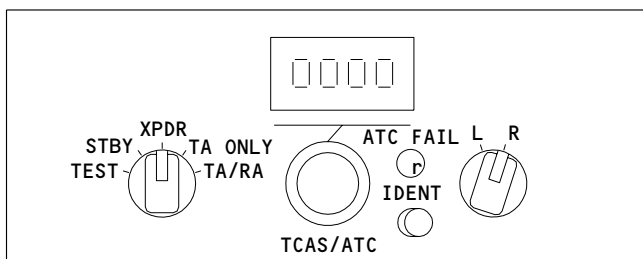 0000
XPDR
STBY
TA ONLY
TEST
TA/RA
ATC FAIL
r
IDENT
L R
TCAS/ATC